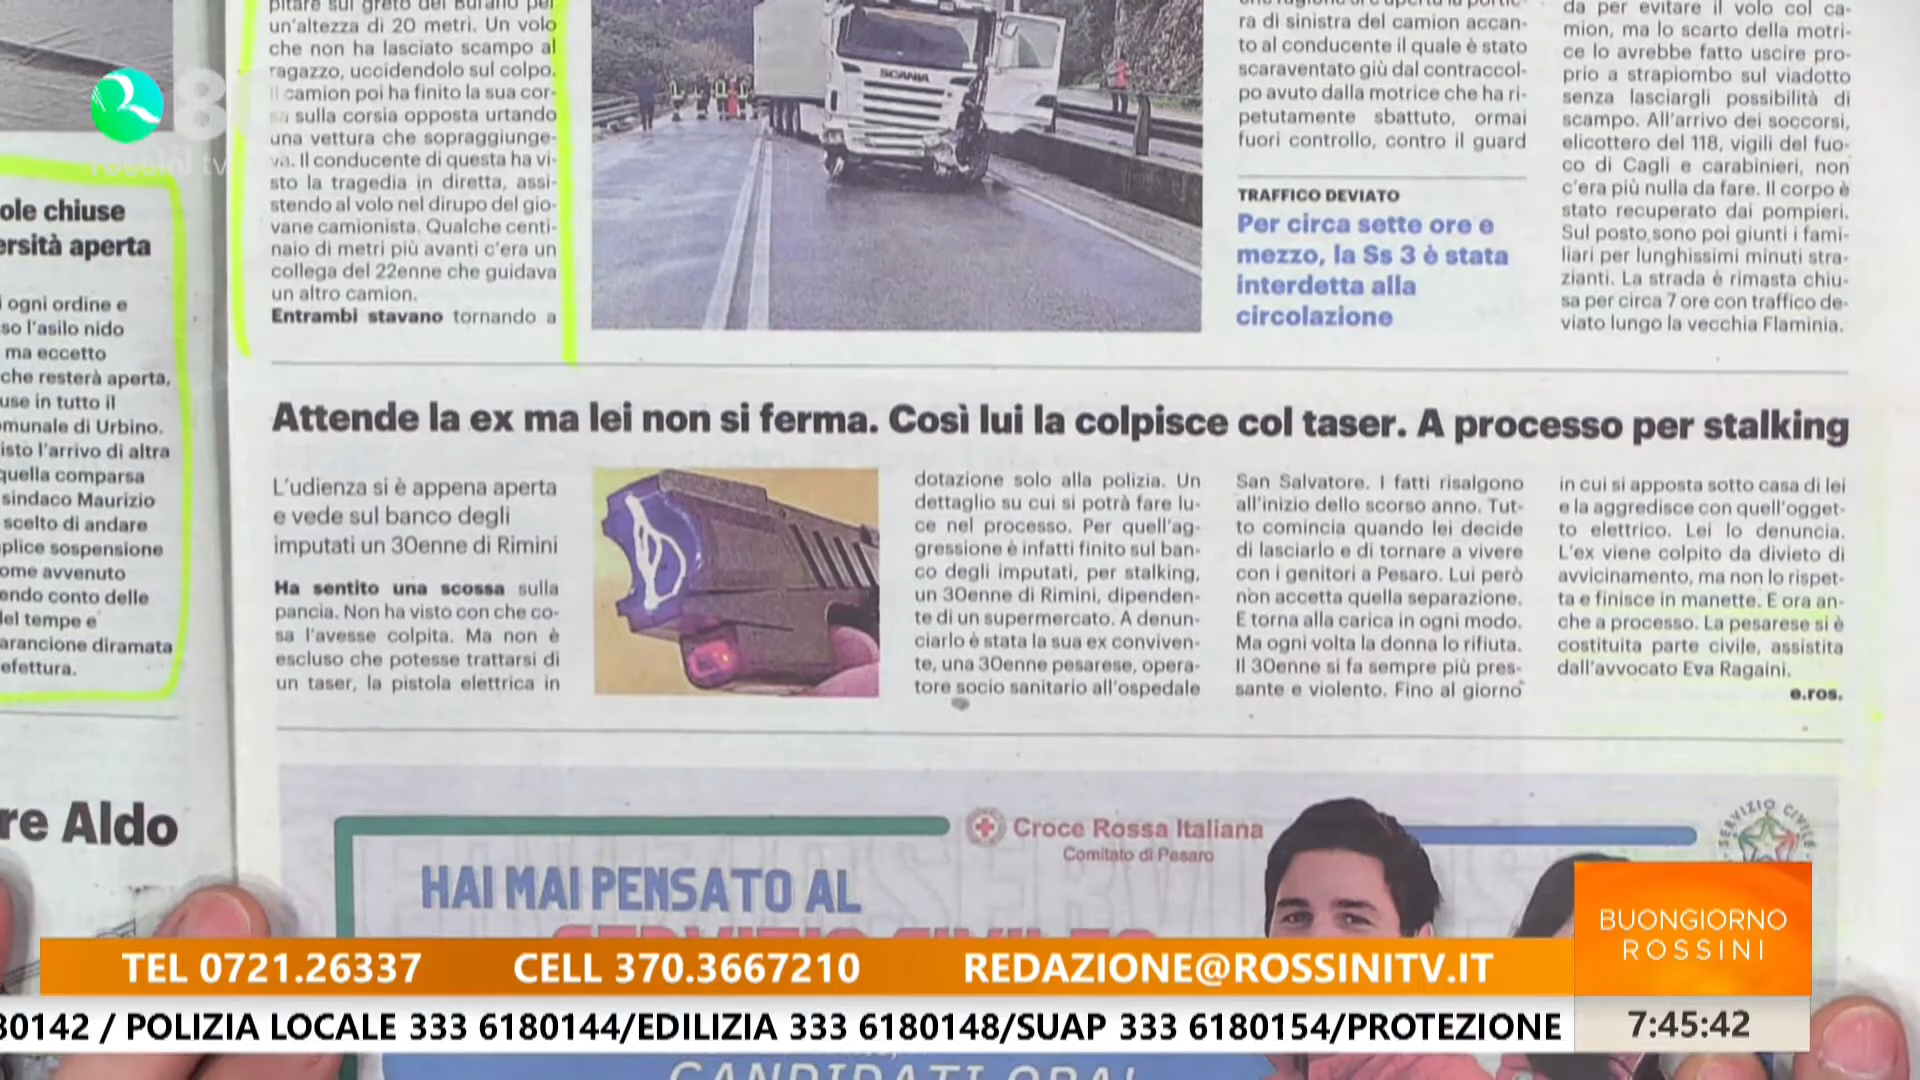 un'altezza di 20 metri. Un volo
che non ha lasciato scampo al
ragazzo, uccidendolo sul colpo.
Il camion poi ha finito la sua cor-
sa sulla corsia opposta urtando
una vettura che sopraggiunge-
va. Il conducente di questa ha vi-
sto la tragedia in diretta, assi-
stendo al volo nel dirupo del gio-
vane camionista. Qualche centi-
naio di metri più avanti c'era un
collega del 22enne che guidava
un altro camion.
Entrambi stavano tornando a
SCANIA
ra di sinistra del camion accan-
to al conducente il quale è stato
scaraventato giù dal contraccol-
po avuto dalla motrice che ha ri-
petutamente sbattuto, ormai
fuori controllo, contro il guard
TRAFFICO DEVIATO
Per circa sette ore e
mezzo, la Ss 3 è stata
interdetta alla
circolazione
da per evitare il volo col ca-
mion, ma lo scarto della motri-
ce lo avrebbe fatto uscire pro-
prio a strapiombo sul viadotto
senza lasciargli possibilità di
scampo. All'arrivo dei soccorsi,
elicottero del 118, vigili del fuo-
co di Cagli e carabinieri, non
c'era più nulla da fare. Il corpo è
stato recuperato dai pompieri.
Sul posto sono poi giunti i fami-
liari per lunghissimi minuti stra-
zianti. La strada è rimasta chiu-
sa per circa 7 ore con traffico de-
viato lungo la vecchia Flaminia.
8
rossini tv
ole chiuse
ersità aperta
i ogni ordine e
so l'asilo nido
ma eccetto
che resterà aperta,
use in tutto il
omunale di Urbino.
isto l'arrivo di altra
quella comparsa
sindaco Maurizio
scelto di andare
plice sospensione
ome avvenuto
endo conto delle
del tempo e
arancione diramata
efettura.
re Aldo
Attende la ex ma lei non si ferma. Così lui la colpisce col taser. A processo per stalking
L'udienza si è appena aperta
e vede sul banco degli
imputati un 30enne di Rimini
Ha sentito una scossa sulla
pancia. Non ha visto con che co-
sa l'avesse colpita. Ma non è
escluso che potesse trattarsi di
un taser, la pistola elettrica in
dotazione solo alla polizia. Un
dettaglio su cui si potrà fare lu-
ce nel processo. Per quell'ag-
gressione è infatti finito sul ban-
co degli imputati, per stalking,
un 30enne di Rimini, dipenden-
te di un supermercato. A denun-
ciarlo è stata la sua ex conviven-
te, una 30enne pesarese, opera-
tore socio sanitario all'ospedale
San Salvatore. I fatti risalgono
all'inizio dello scorso anno. Tut-
to comincia quando lei decide
di lasciarlo e di tornare a vivere
con i genitori a Pesaro. Lui però
non accetta quella separazione.
E torna alla carica in ogni modo.
Ma ogni volta la donna lo rifiuta.
Il 30enne si fa sempre più pres-
sante e violento. Fino al giorno
in cui si apposta sotto casa di lei
e la aggredisce con quell'ogget-
to elettrico. Lei lo denuncia.
L'ex viene colpito da divieto di
avvicinamento, ma non lo rispet-
ta e finisce in manette. E ora an-
che a processo. La pesarese si è
costituita parte civile, assistita
dall'avvocato Eva Ragaini.
e.ros.
Croce Rossa Italiana
Comitato di Pesaro
SERVIZIO CIVILE
HAI MAI PENSATO AL
BUONGIORNO
ROSSINI
TEL 0721.26337 CELL 370.3667210 REDAZIONE@ROSSINITV.IT
30142 / POLIZIA LOCALE 333 6180144/EDILIZIA 333 6180148/SUAP 333 6180154/PROTEZIONE
7:45:42